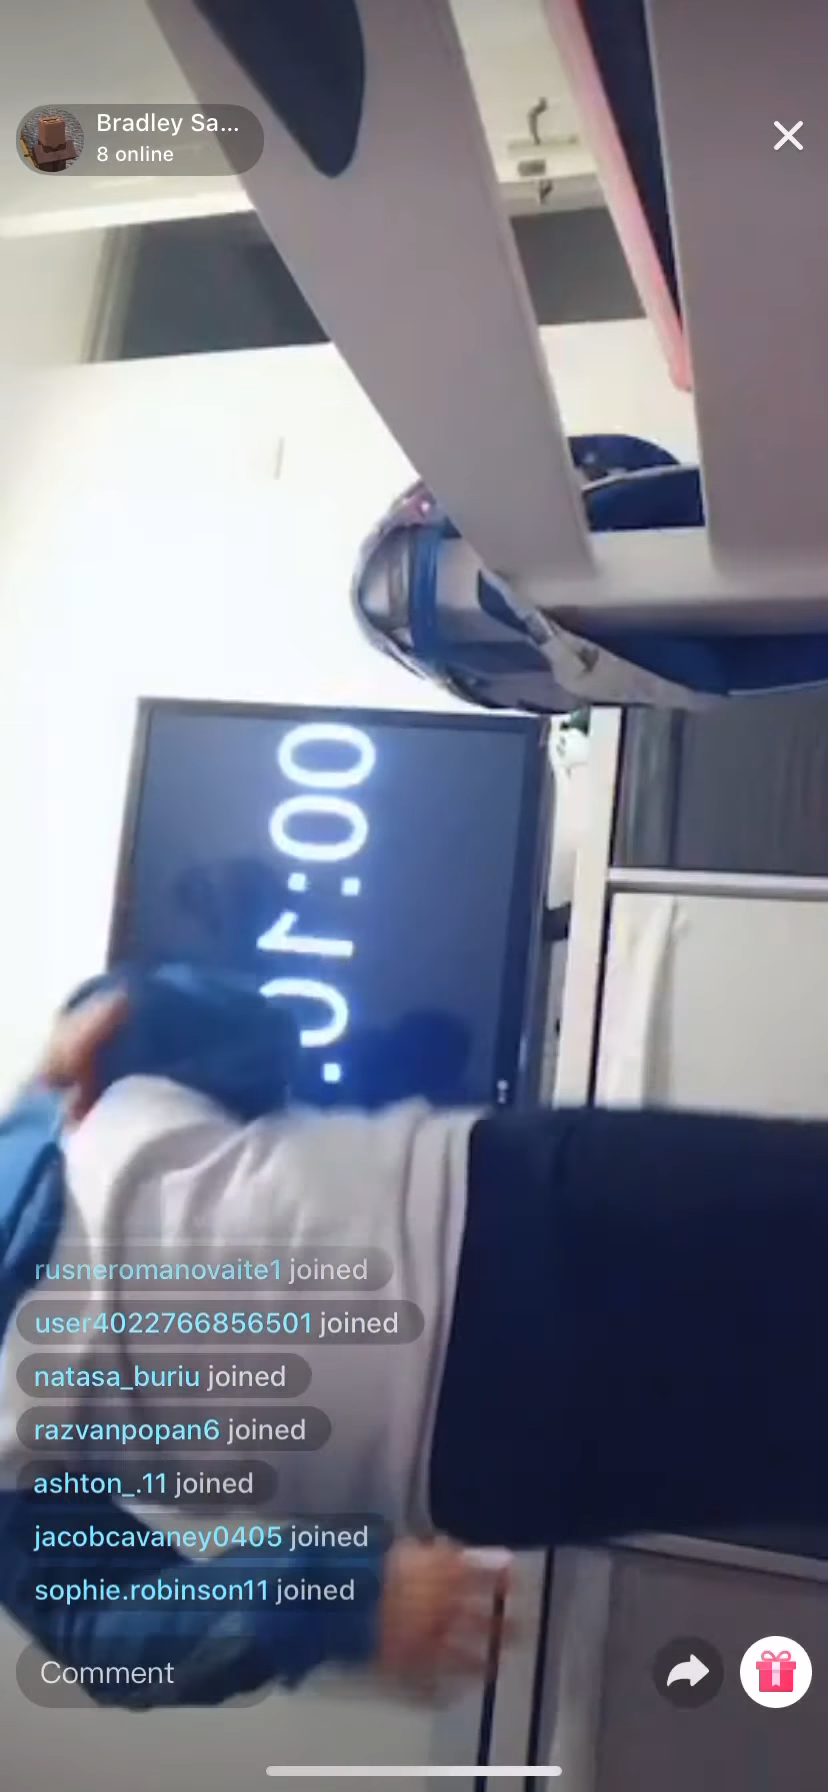 Bradley Sa...
8 online
00:1
rusneromanovaite1 joined
user4022766856501 joined
natasa_buriu joined
razvanpopan6 joined
ashton_.11 joined
jacobcavaney0405 joined
sophie.robinson11 joined
Comment